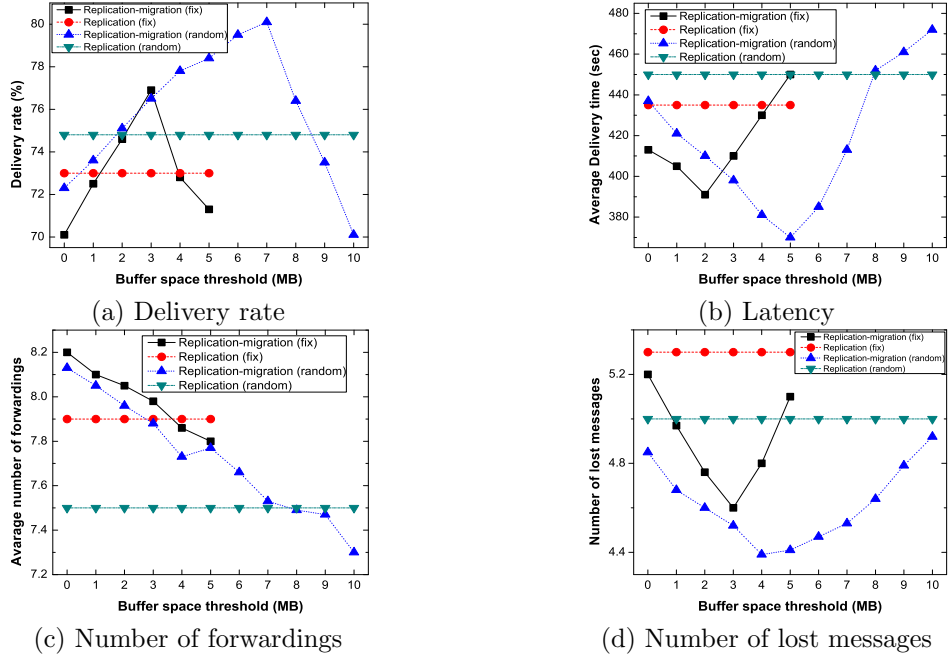 Replication-migration (fix)
Replication (fix)
Replication-migration (random)
Replication (random)
80
78
76
74
72
70
Delivery rate (%)
0 1 2 3 4 5 6 7 8 9 10
Buffer space threshold (MB)
(a) Delivery rate
Replication-migration (fix)
Replication (fix)
Replication-migration (random)
Replication (random)
460
440
420
400
380
Average Delivery time (sec)
0 1 2 3 4 5 6 7 8 9 10
Buffer space threshold (MB)
(b) Latency
Replication-migration (fix)
Replication (fix)
Replication-migration (random)
Replication (random)
8.2
8.0
7.8
7.6
7.4
7.2
Avarage number of forwardings
0 1 2 3 4 5 6 7 8 9 10
Buffer space threshold (MB)
(c) Number of forwardings
Replication-migration (fix)
Replication (fix)
Replication-migration (random)
Replication (random)
5.2
4.8
4.4
Number of lost messages
0 1 2 3 4 5 6 7 8 9 10
Buffer space threshold (MB)
(d) Number of lost messages